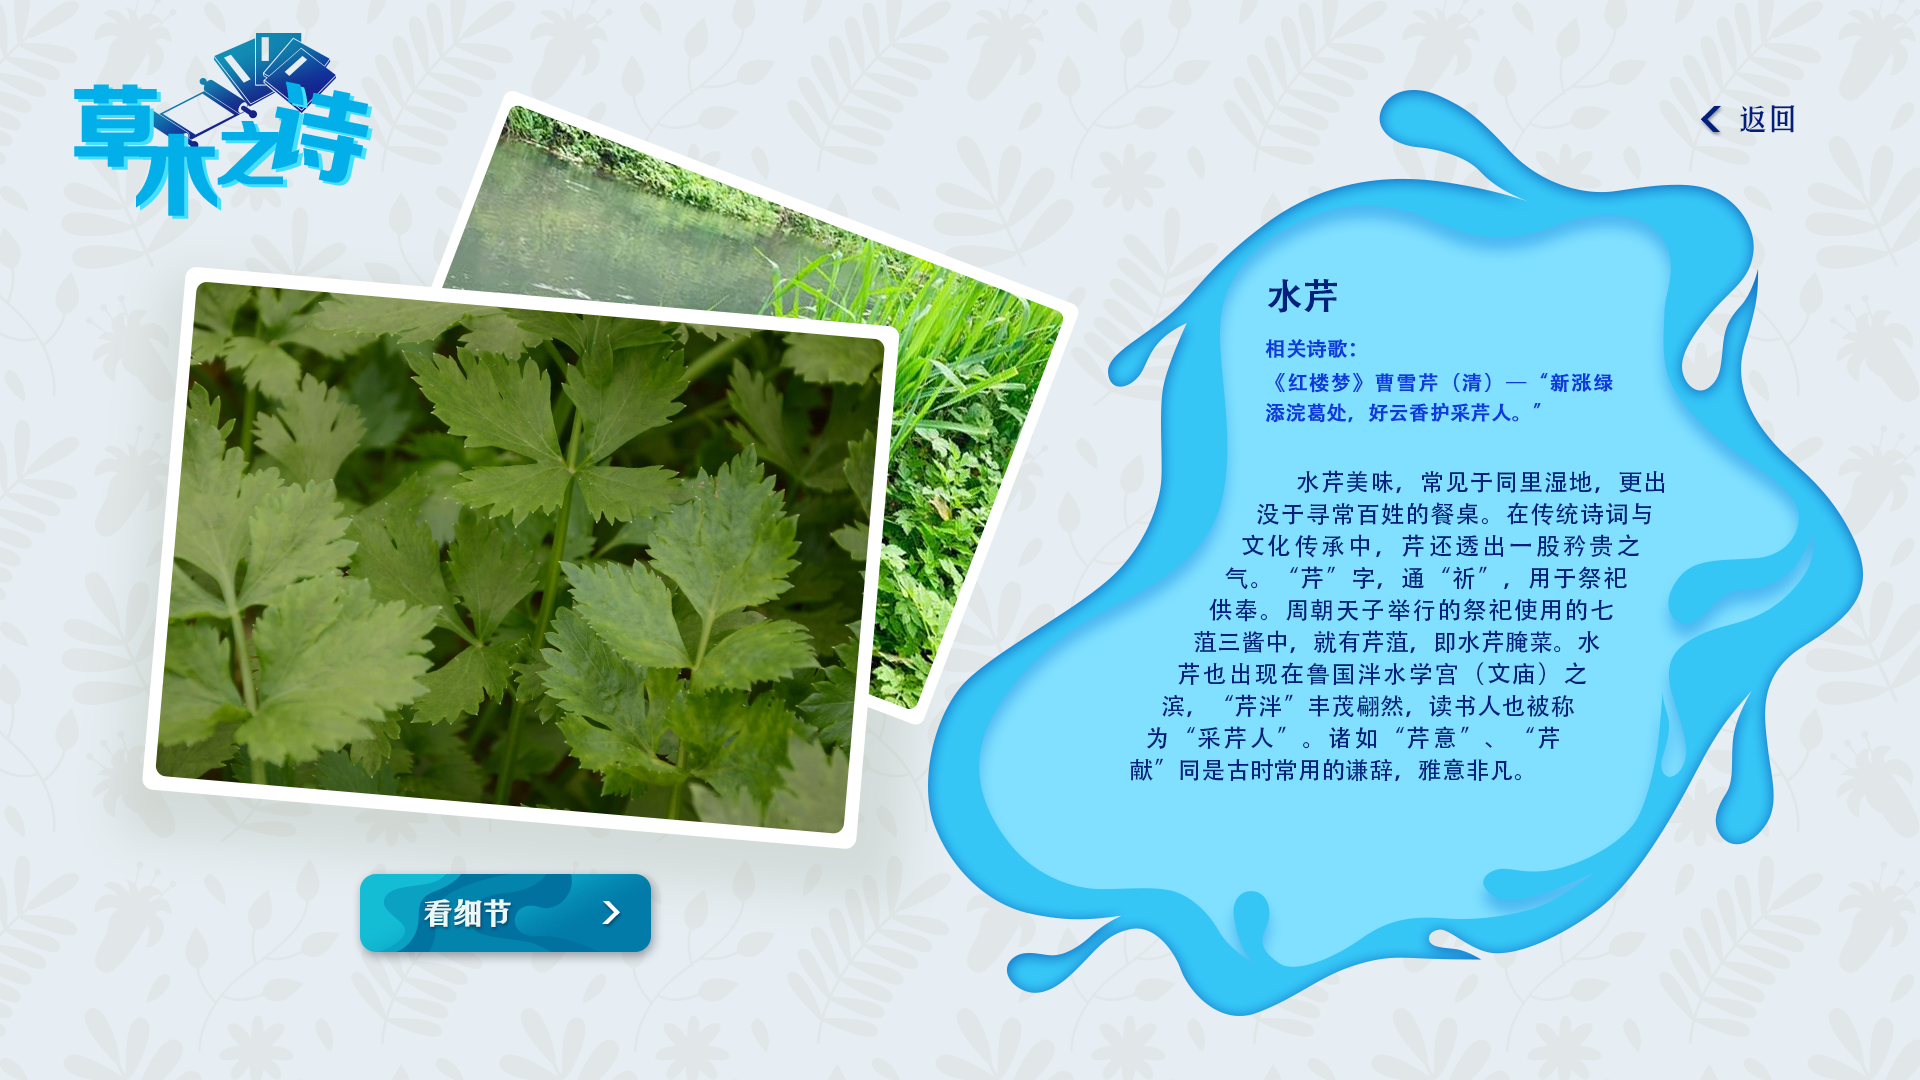 草木之诗
返回
水芹
相关诗歌：
《红楼梦》曹雪芹（清）—“新涨绿
添浣葛处，好云香护采芹人。”
水芹美味，常见于同里湿地，更出
没于寻常百姓的餐桌。在传统诗词与
文化传承中，芹还透出一股矜贵之
气。“芹”字，通“祈”，用于祭祀
供奉。周朝天子举行的祭祀使用的七
菹三酱中，就有芹菹，即水芹腌菜。水
芹也出现在鲁国泮水学宫（文庙）之
滨，“芹泮”丰茂翩然，读书人也被称
为“采芹人”。诸如“芹意”、“芹
献”同是古时常用的谦辞，雅意非凡。
看细节